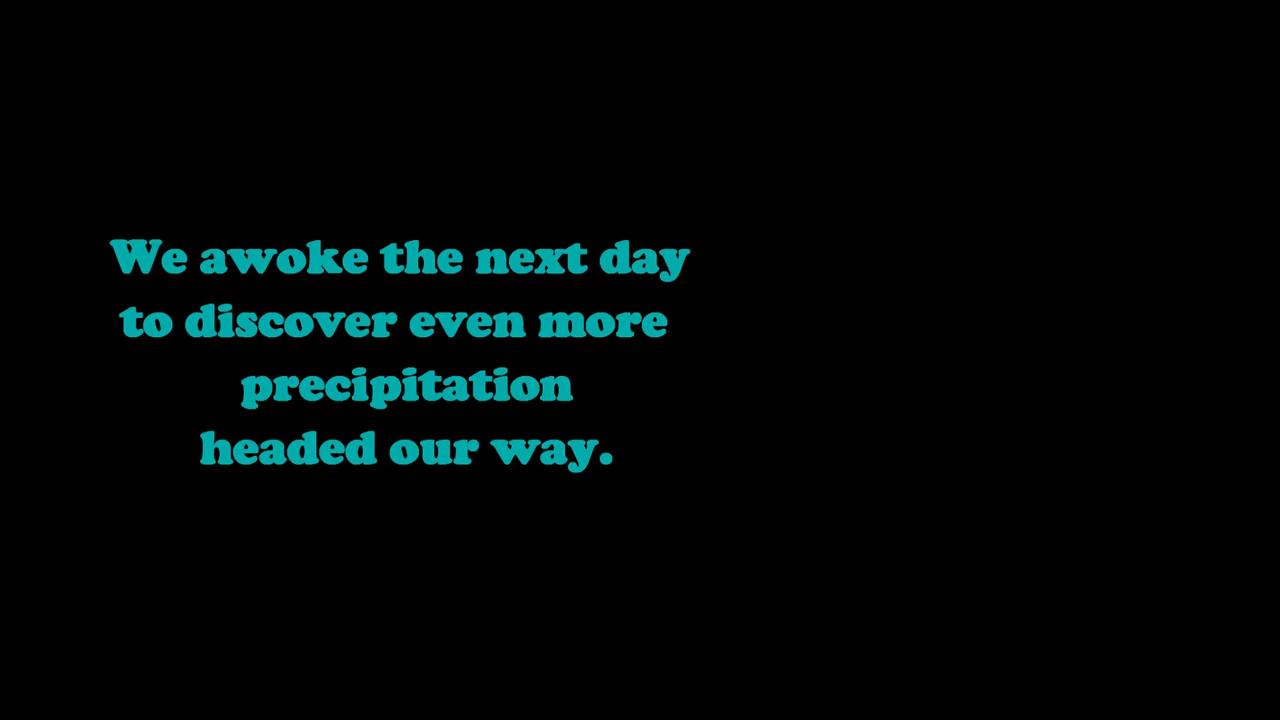 We awoke the next day
to discover even more
precipitation
headed our way.